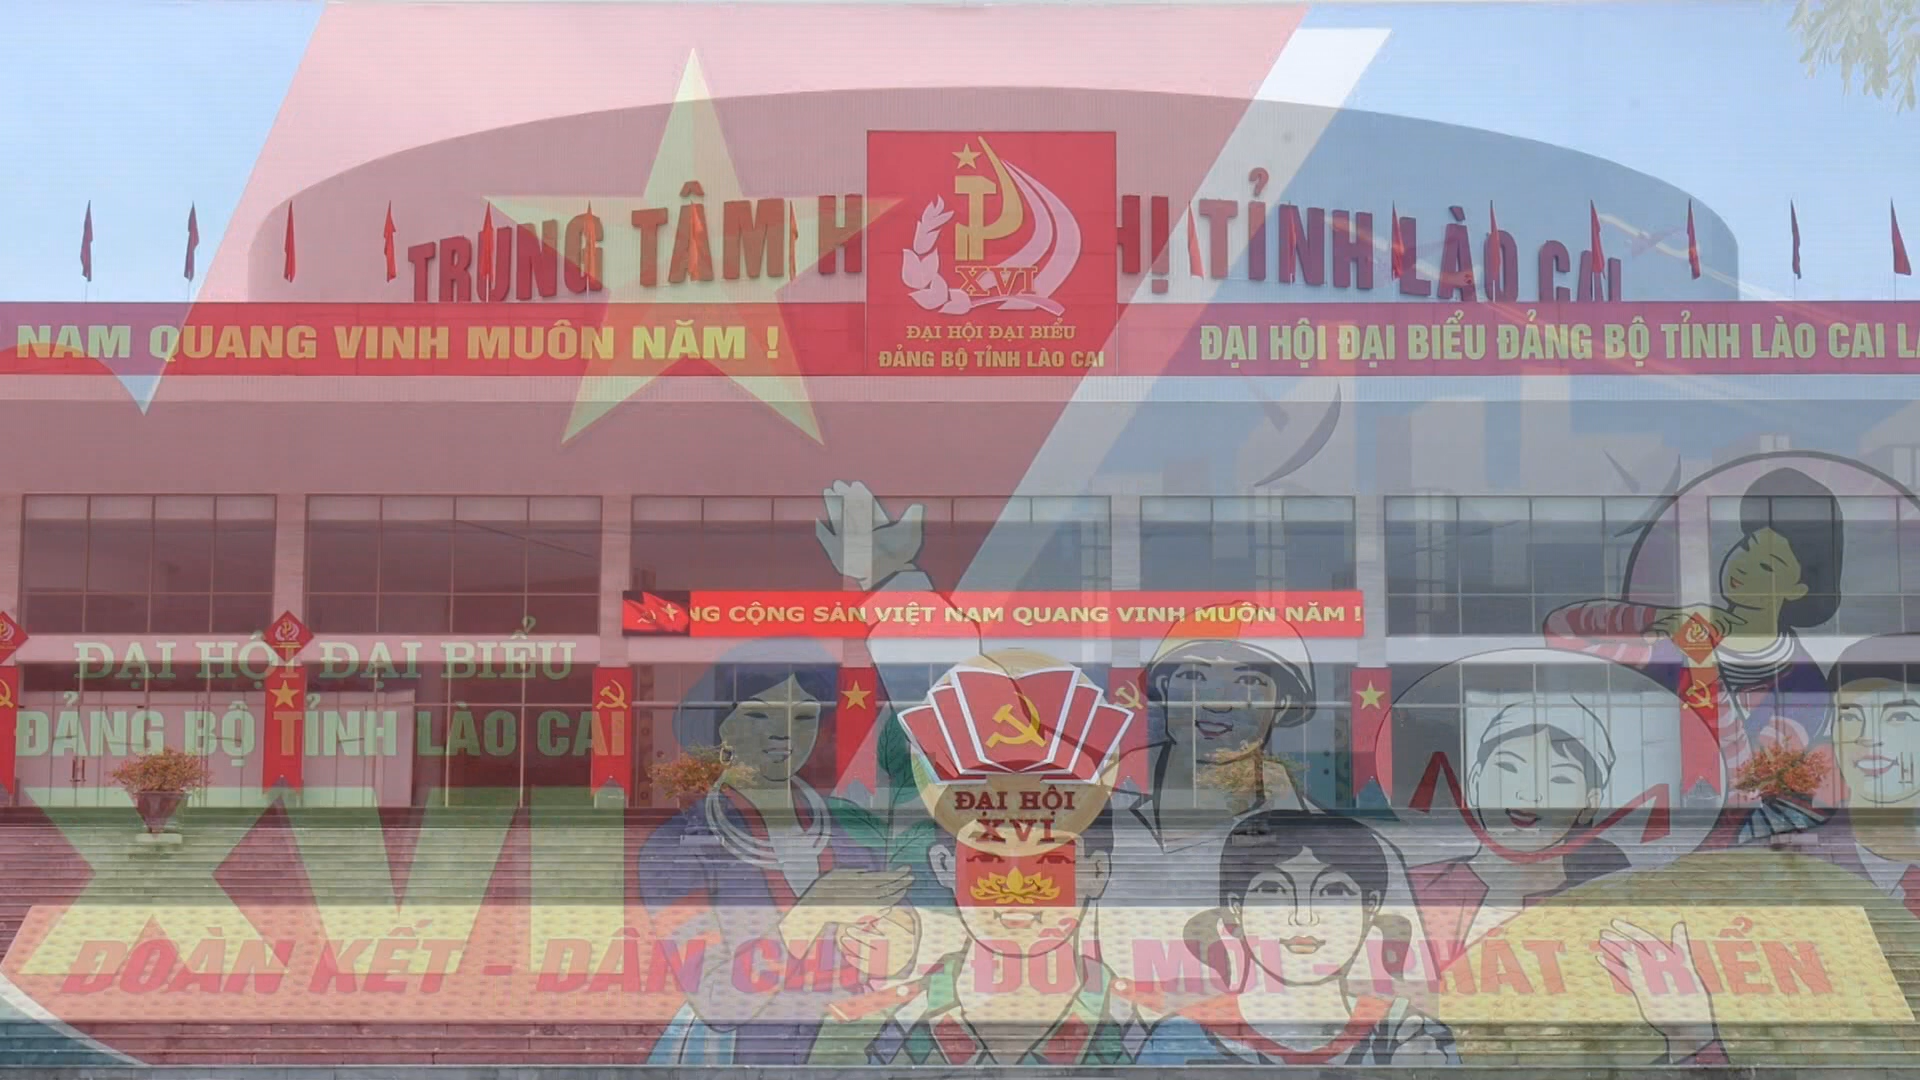 TRUNG TÂM H
HỊ TỈNH LÀO CAI
XVI
ĐẠI HỘI ĐẠI BIỂU
ĐẢNG BỘ TỈNH LÀO CAI
NAM QUANG VINH MUÔN NĂM !
ĐẠI HỘI ĐẠI BIỂU ĐẢNG BỘ TỈNH LÀO CAI
NG CỘNG SẢN VIỆT NAM QUANG VINH MUÔN NĂM !
ĐẠI HỘI ĐẠI BIỂU
ĐẢNG BỘ TỈNH LÀO CAI
XVI
ĐẠI HỘI
XVI
ĐOÀN KẾT - DÂN CHỦ - ĐỔI MỚI - PHÁT TRIỂN